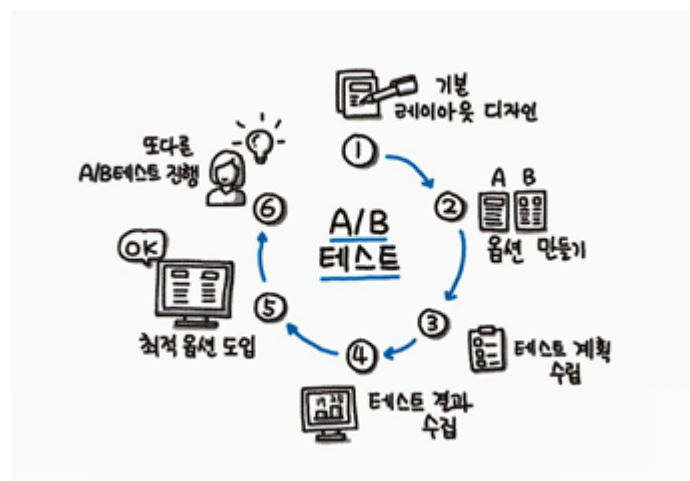 기본
레이아웃 디자인
①
A B
②
옵션 만들기
A/B
테스트
③
테스트 계획
수립
④
테스트 결과
수집
OK
⑤
최적 옵션 도입
또다른
A/B테스트 진행
⑥